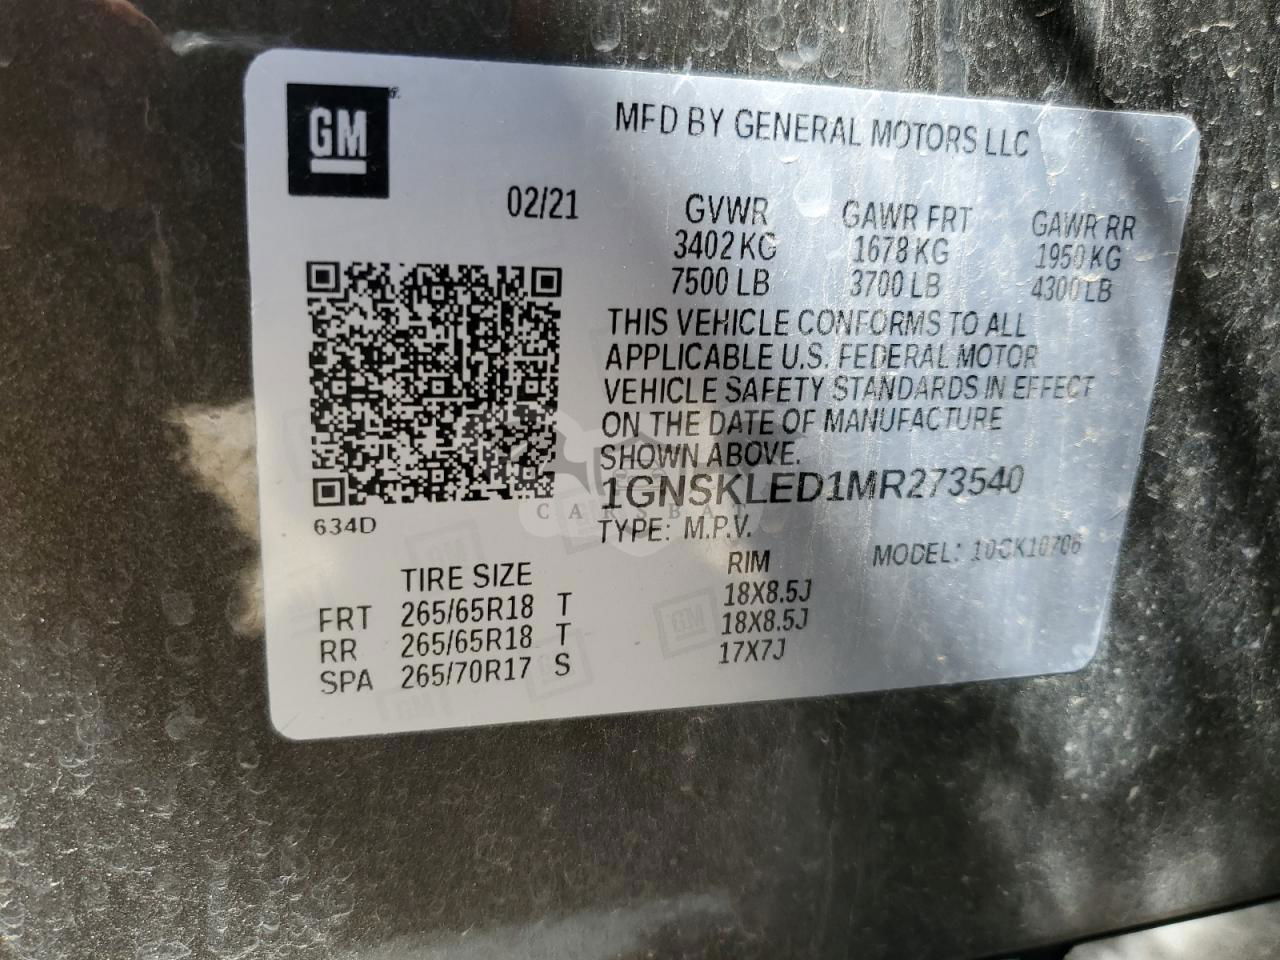 GM
MFD BY GENERAL MOTORS LLC
02/21
GVWR GAWR FRT GAWR RR
3402 KG 1678 KG 1950 KG
7500 LB 3700 LB 4300 LB
THIS VEHICLE CONFORMS TO ALL
APPLICABLE U.S. FEDERAL MOTOR
VEHICLE SAFETY STANDARDS IN EFFECT
ON THE DATE OF MANUFACTURE
SHOWN ABOVE.
1GNSKLED1MR273540
CARSBAT
TYPE: M.P.V.
MODEL: 10CK10706
634D
TIRE SIZE RIM
FRT 265/65R18 T 18X8.5J
RR 265/65R18 T 18X8.5J
SPA 265/70R17 S 17X7J
GM